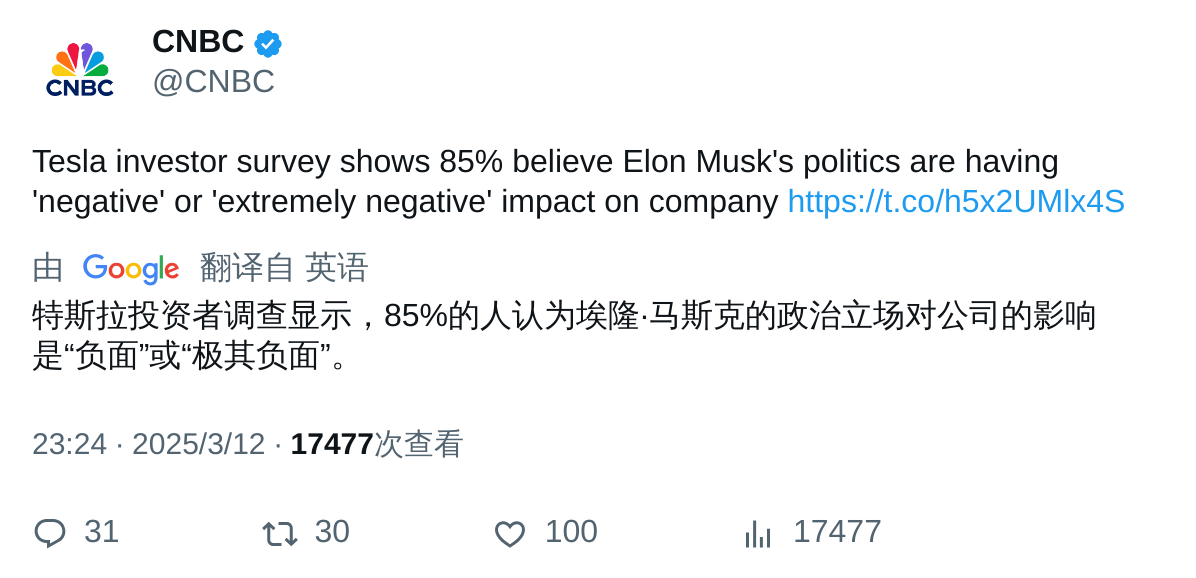 CNBC
CNBC
@CNBC
Tesla investor survey shows 85% believe Elon Musk's politics are having
'negative' or 'extremely negative' impact on company https://t.co/h5x2UMlx4S
由 Google 翻译自 英语
特斯拉投资者调查显示，85%的人认为埃隆·马斯克的政治立场对公司的影响
是“负面”或“极其负面”。
23:24 · 2025/3/12 · 17477次查看
31 30 100 17477